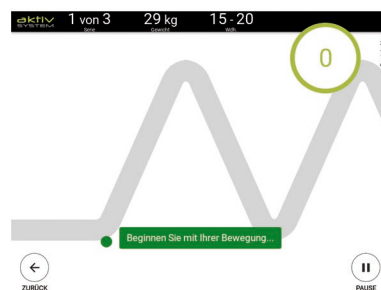 aktiv
SYSTEM
1 von 3
Serie
29 kg
Gewicht
15 - 20
Wdh.
0
Beginnen Sie mit Ihrer Bewegung...
ZURÜCK
PAUSE